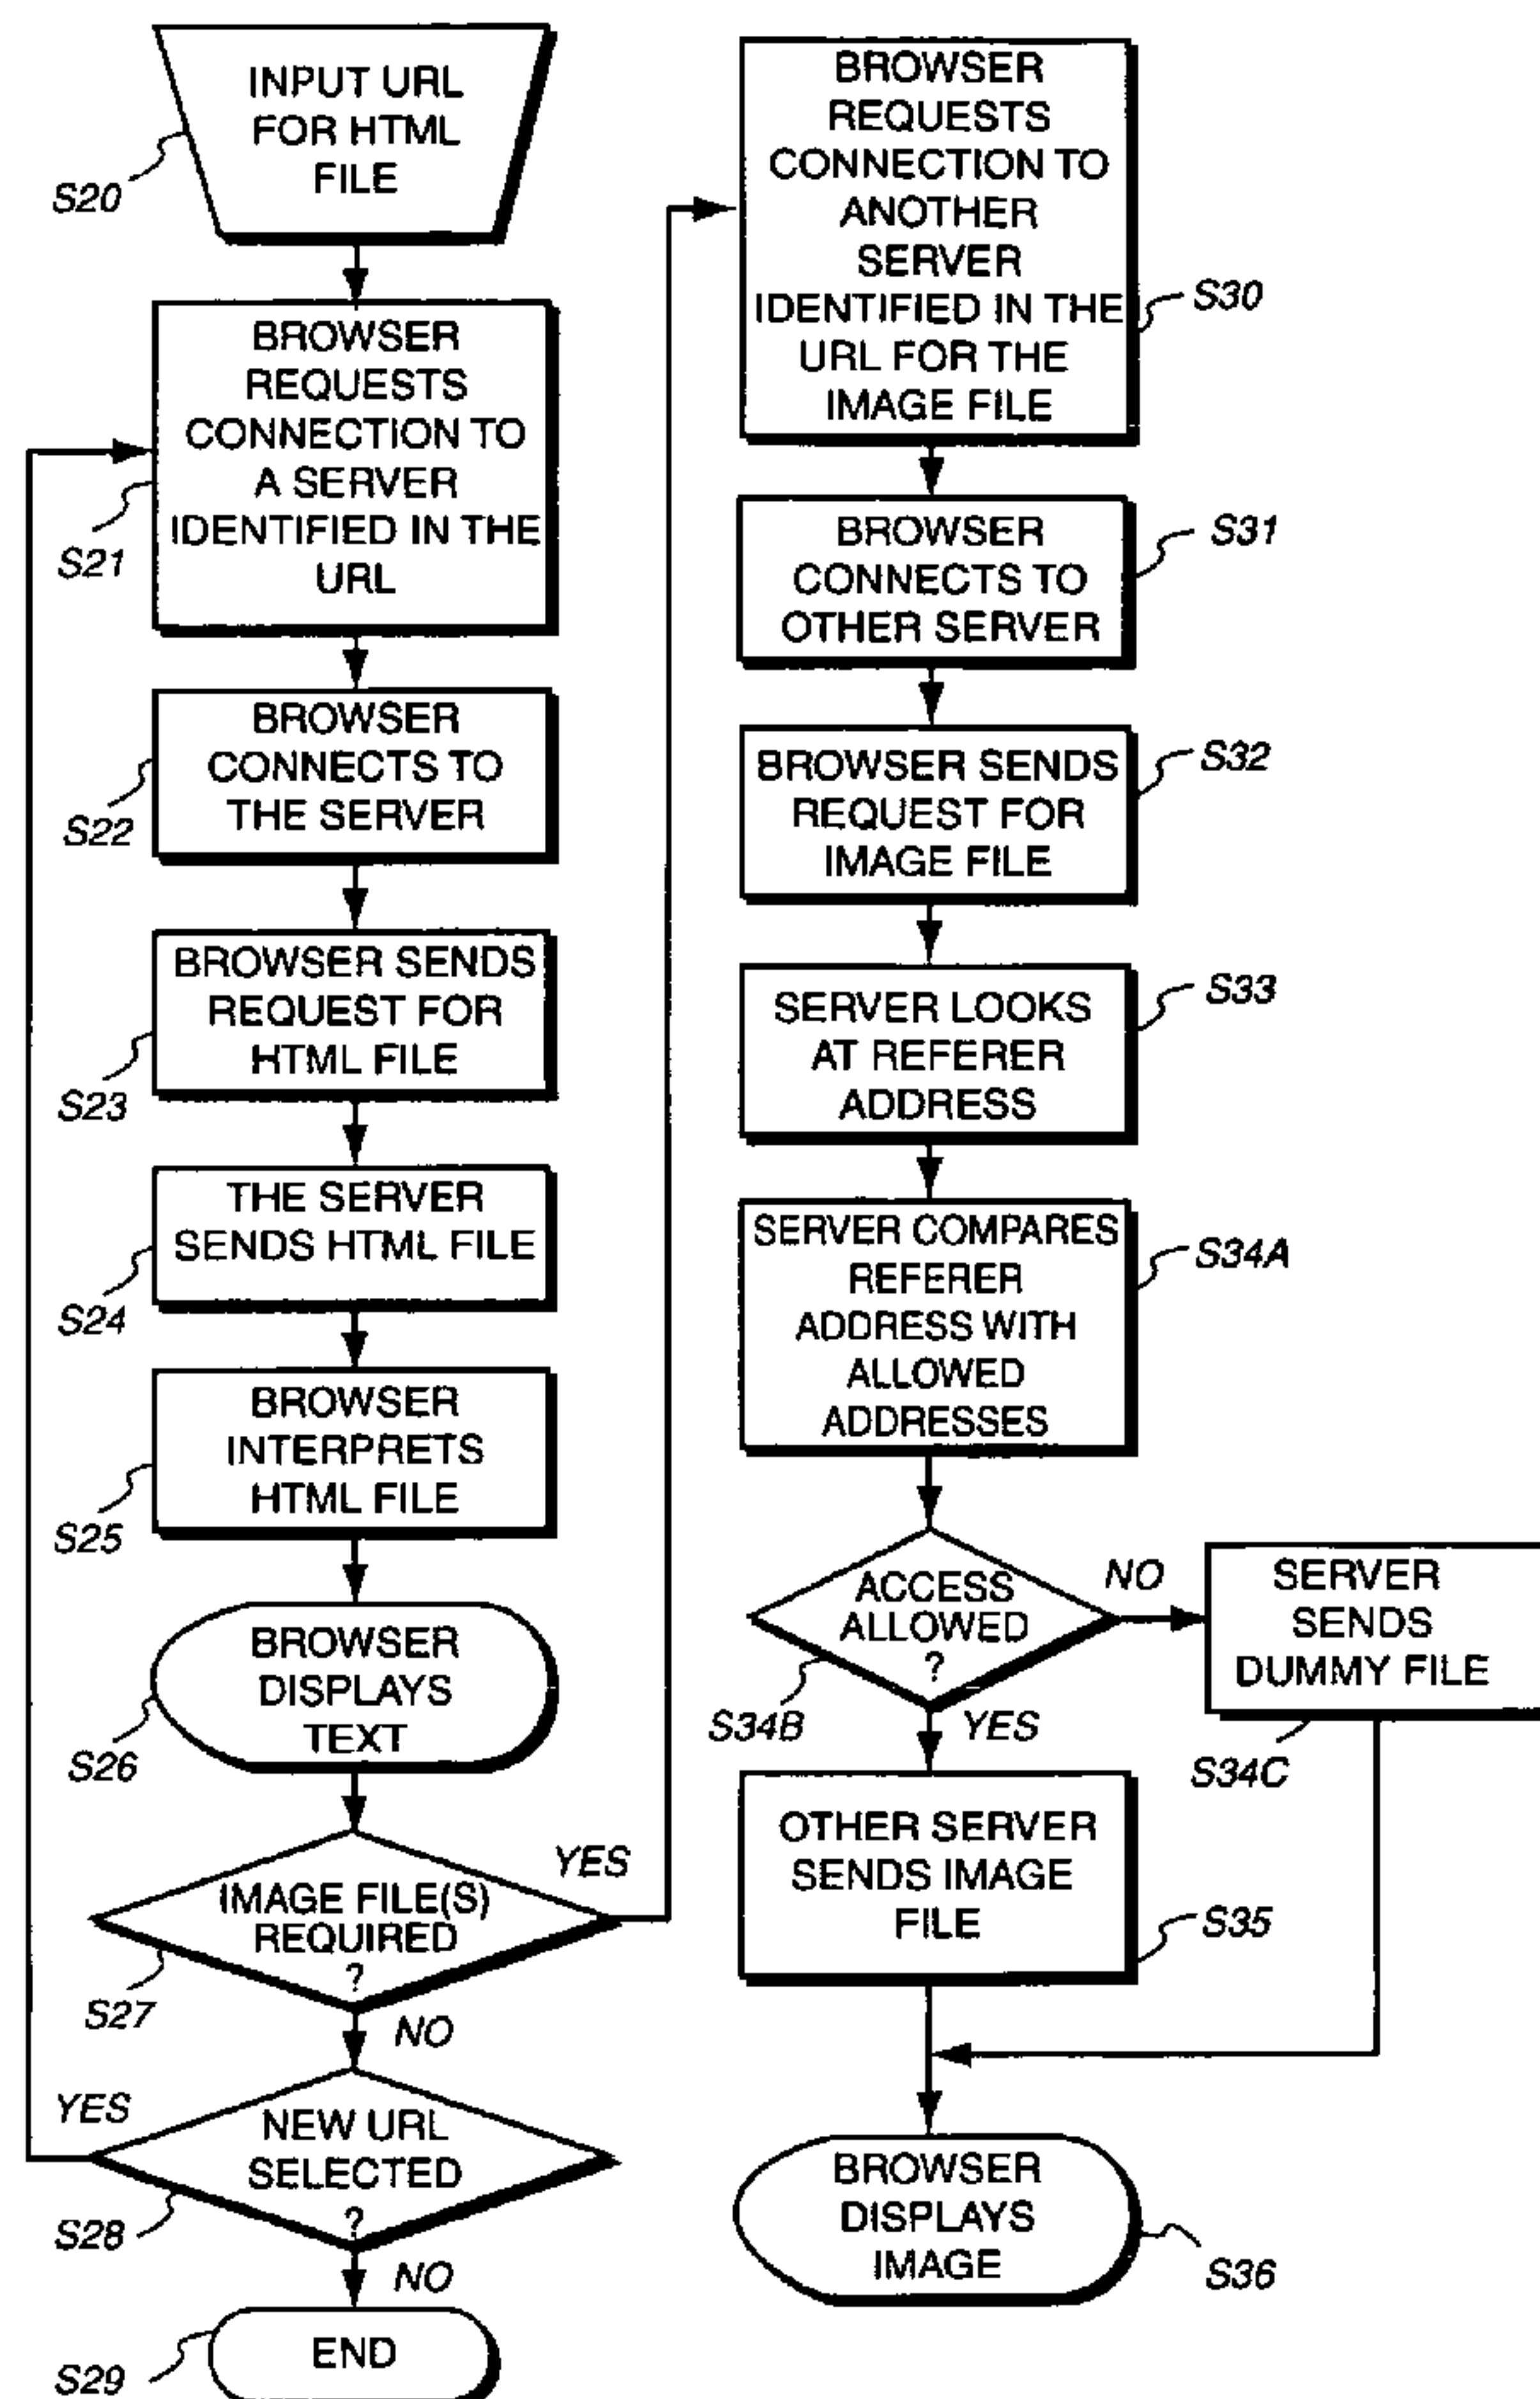 INPUT URL
FOR HTML
FILE
S20
BROWSER
REQUESTS
CONNECTION TO
A SERVER
IDENTIFIED IN THE
URL
S21
BROWSER
CONNECTS TO
THE SERVER
S22
BROWSER SENDS
REQUEST FOR
HTML FILE
S23
THE SERVER
SENDS HTML FILE
S24
BROWSER
INTERPRETS
HTML FILE
S25
BROWSER
DISPLAYS
TEXT
S26
IMAGE FILE(S)
REQUIRED
?
YES
S27
NO
YES
NEW URL
SELECTED
?
S28
NO
END
S29
BROWSER
REQUESTS
CONNECTION TO
ANOTHER
SERVER
IDENTIFIED IN THE
URL FOR THE
IMAGE FILE
S30
BROWSER
CONNECTS TO
OTHER SERVER
S31
BROWSER SENDS
REQUEST FOR
IMAGE FILE
S32
SERVER LOOKS
AT REFERER
ADDRESS
S33
SERVER COMPARES
REFERER
ADDRESS WITH
ALLOWED
ADDRESSES
S34A
ACCESS
ALLOWED
?
NO
S34B
YES
SERVER
SENDS
DUMMY FILE
S34C
OTHER SERVER
SENDS IMAGE
FILE
S35
BROWSER
DISPLAYS
IMAGE
S36